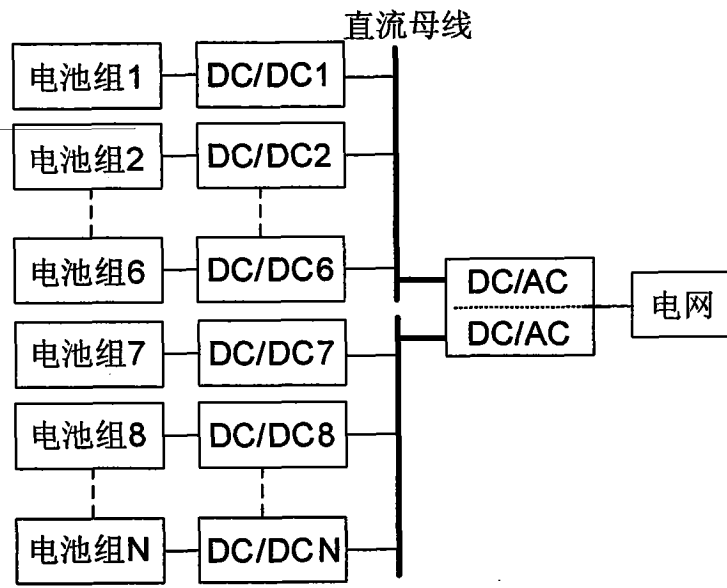 直流母线
电池组1 DC/DC1
电池组2 DC/DC2
电池组6 DC/DC6
DC/AC
电网
DC/AC
电池组7 DC/DC7
电池组8 DC/DC8
电池组N DC/DCN